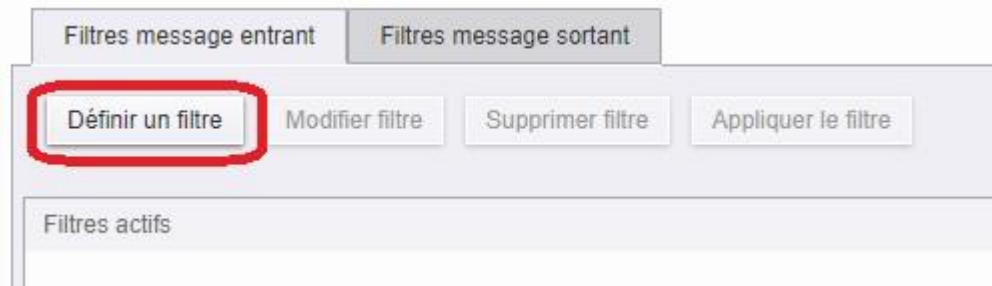 Filtres message entrant Filtres message sortant
Définir un filtre Modifier filtre Supprimer filtre Appliquer le filtre
Filtres actifs